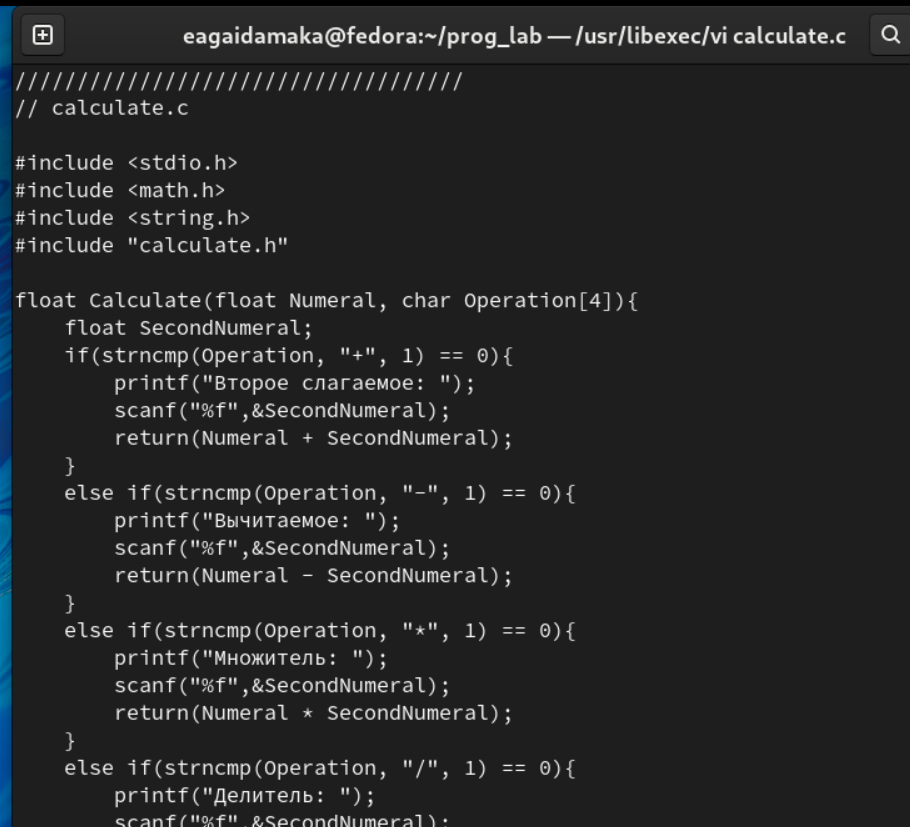 eagaidamaka@fedora:~/prog_lab — /usr/libexec/vi calculate.c
////////////////////////////////////
// calculate.c
#include <stdio.h>
#include <math.h>
#include <string.h>
#include "calculate.h"
float Calculate(float Numeral, char Operation[4]){
    float SecondNumeral;
    if(strncmp(Operation, "+", 1) == 0){
        printf("Второе слагаемое: ");
        scanf("%f",&SecondNumeral);
        return(Numeral + SecondNumeral);
    }
    else if(strncmp(Operation, "-", 1) == 0){
        printf("Вычитаемое: ");
        scanf("%f",&SecondNumeral);
        return(Numeral - SecondNumeral);
    }
    else if(strncmp(Operation, "*", 1) == 0){
        printf("Множитель: ");
        scanf("%f",&SecondNumeral);
        return(Numeral * SecondNumeral);
    }
    else if(strncmp(Operation, "/", 1) == 0){
        printf("Делитель: ");
        scanf("%f",&SecondNumeral);